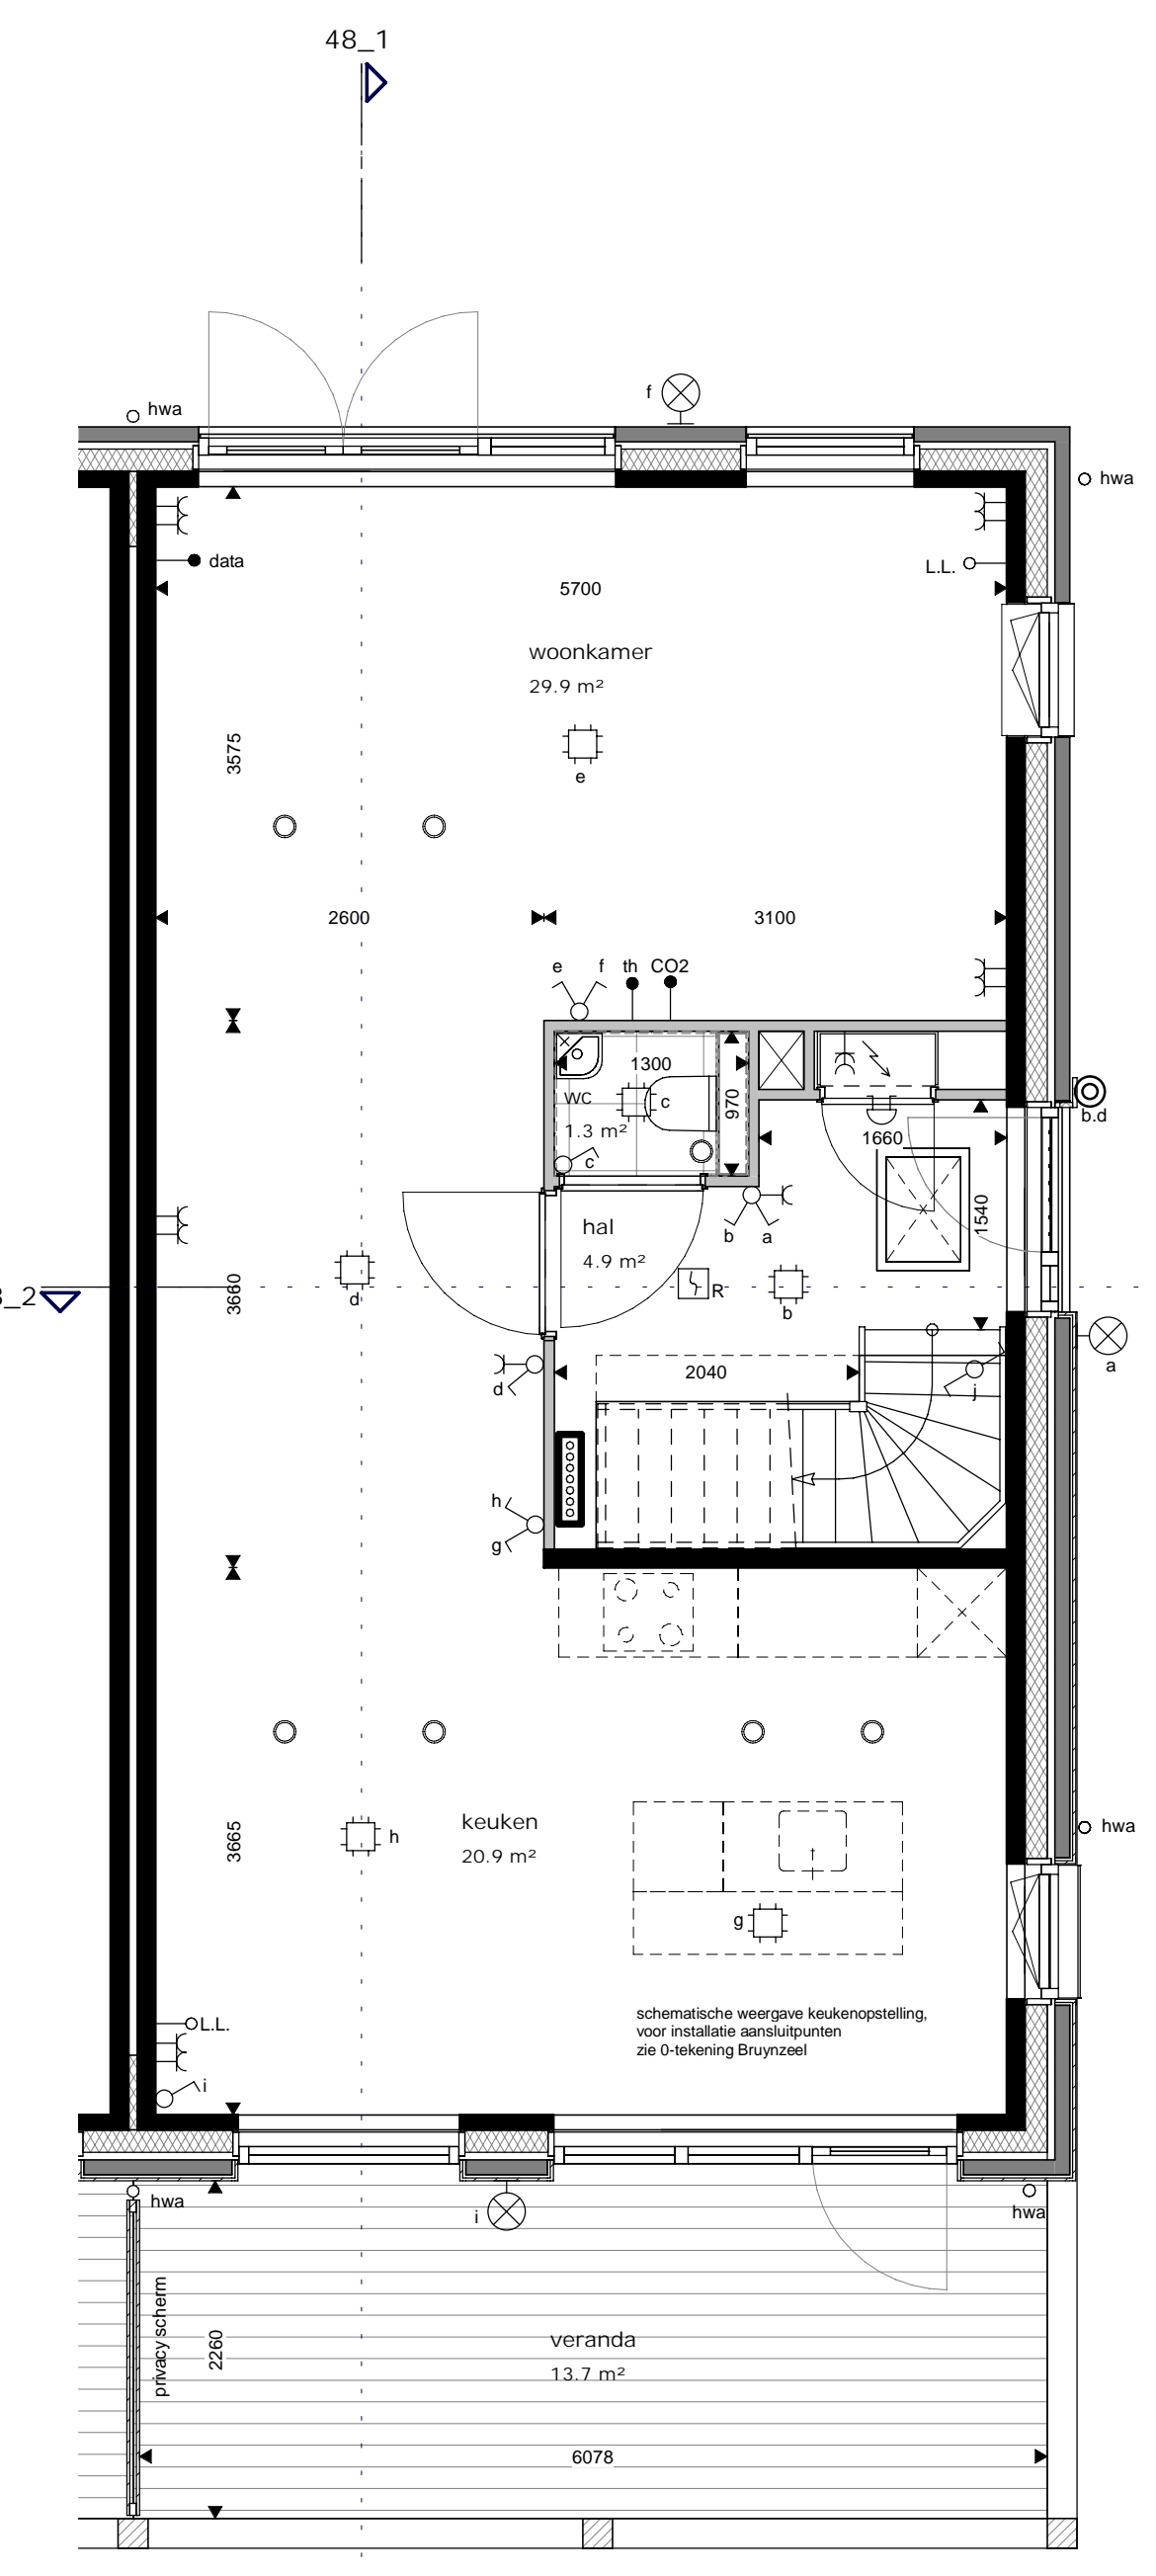 48_1
f
hwa
hwa
data
L.L.
5700
woonkamer
29.9 m²
3575
e
2600
3100
e
f
th
CO2
1300
WC
c
970
1.3 m²
c
b.d
1660
b
a
1540
hal
4.9 m²
R
b
d
3660
_2
a
d
2040
j
h
g
keuken
20.9 m²
3665
h
hwa
g
schematische weergave keukenopstelling,
voor installatie aansluitpunten
zie 0-tekening Bruynzeel
L.L.
i
hwa
i
hwa
privacy scherm
2260
veranda
13.7 m²
6078